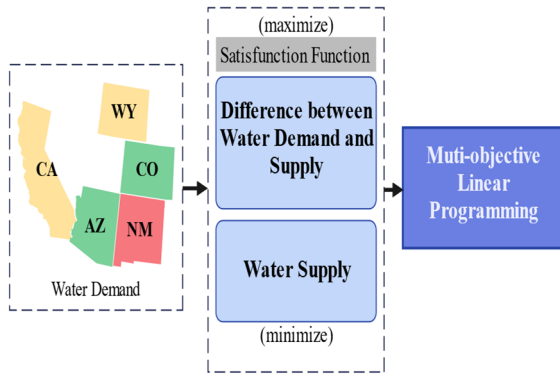 WY
CA
CO
AZ
NM
Water Demand
(maximize)
Satisfunction Function
Difference between
Water Demand and
Supply
Water Supply
(minimize)
Muti-objective
Linear
Programming